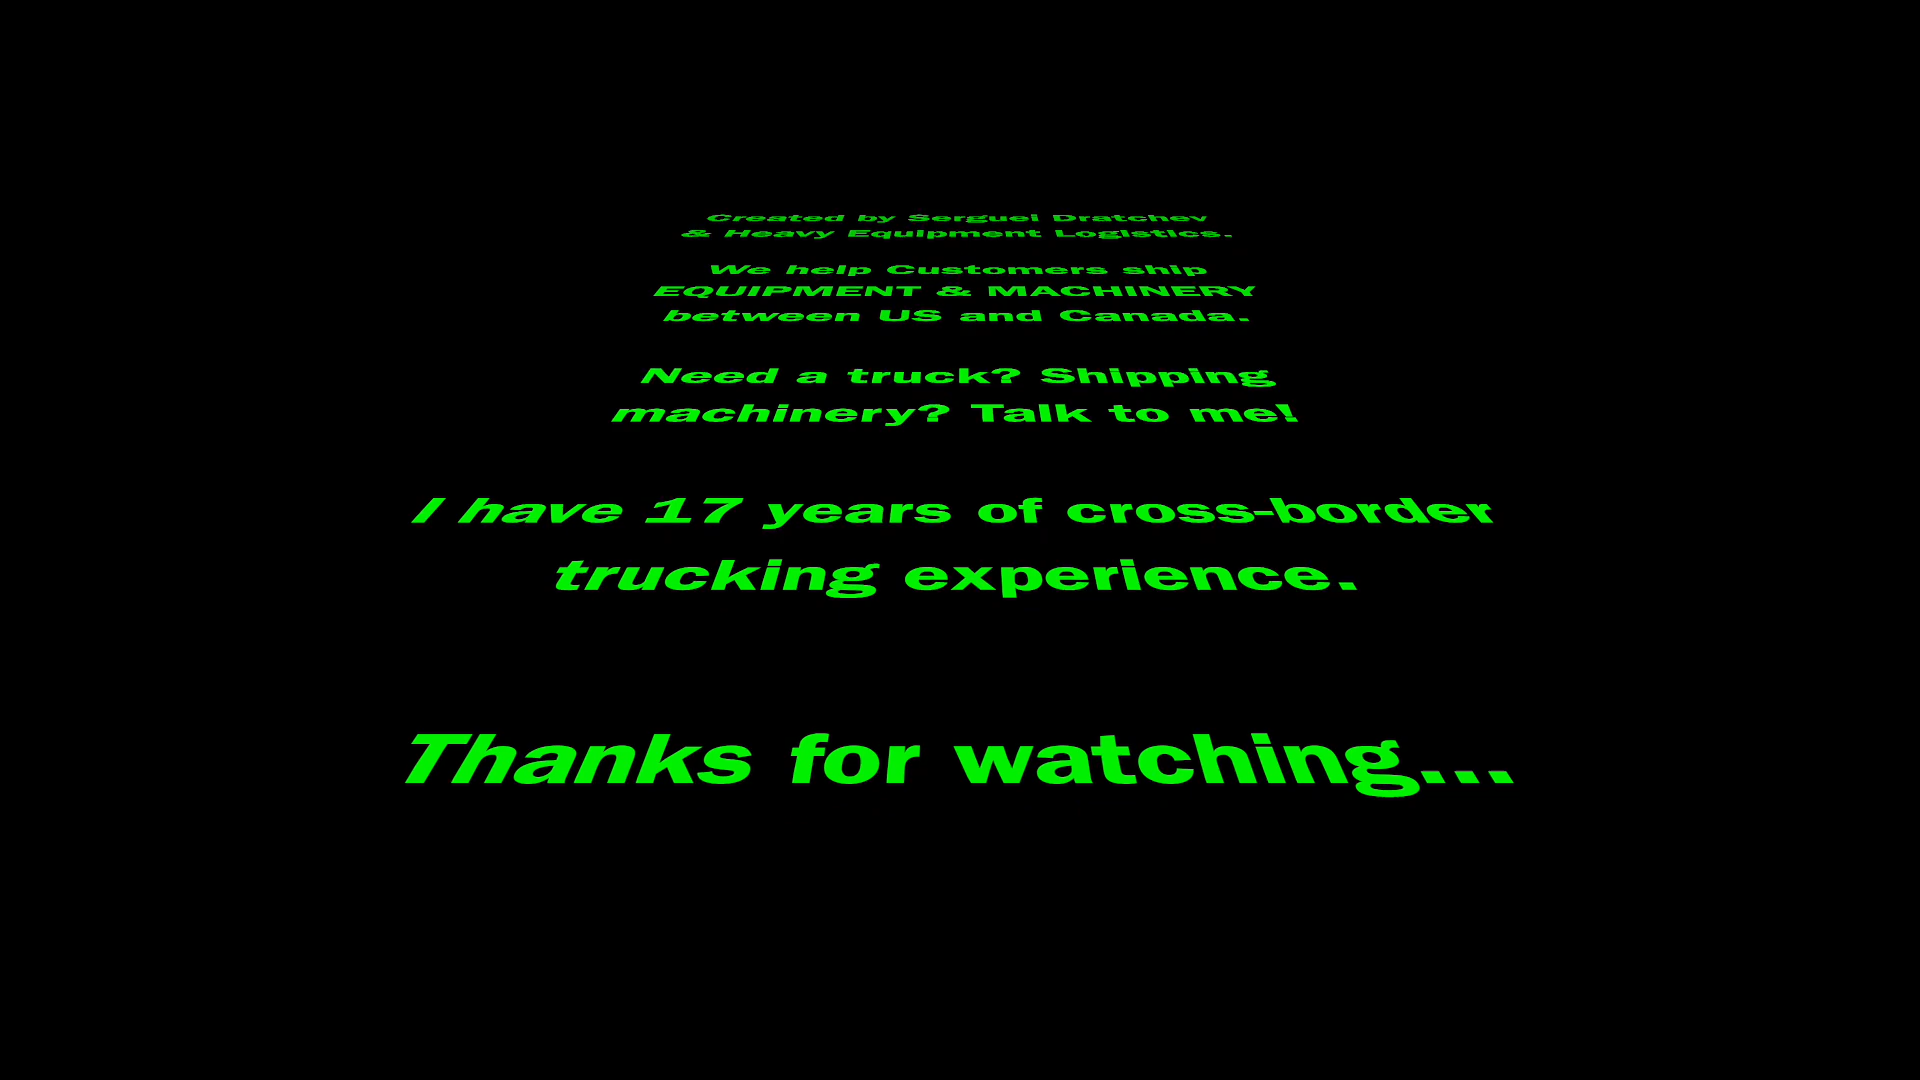 Created by Serguei Dratchev
& Heavy Equipment Logistics.
We help Customers ship
EQUIPMENT & MACHINERY
between US and Canada.
Need a truck? Shipping
machinery? Talk to me!
I have 17 years of cross-border
trucking experience.
Thanks for watching...